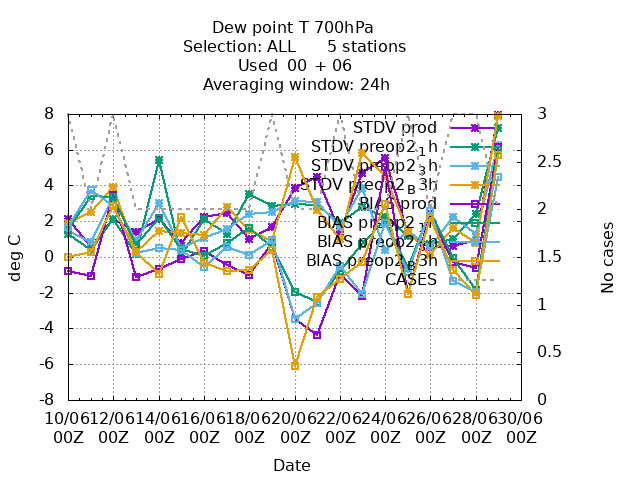 Dew point T 700hPa
Selection: ALL 5 stations
Used 00 + 06
Averaging window: 24h
8
6
4
2
0
-2
-4
-6
-8
deg C
3
2.5
2
1.5
1
0.5
0
No cases
STDV prod
STDV preop2_1h
STDV preop2_3h
STDV preop2_B3h
BIAS prod
BIAS preop2_1h
BIAS preop2_3h
BIAS preop2_B3h
CASES
10/06 12/06 14/06 16/06 18/06 20/06 22/06 24/06 26/06 28/06 30/06
00Z 00Z 00Z 00Z 00Z 00Z 00Z 00Z 00Z 00Z 00Z
Date